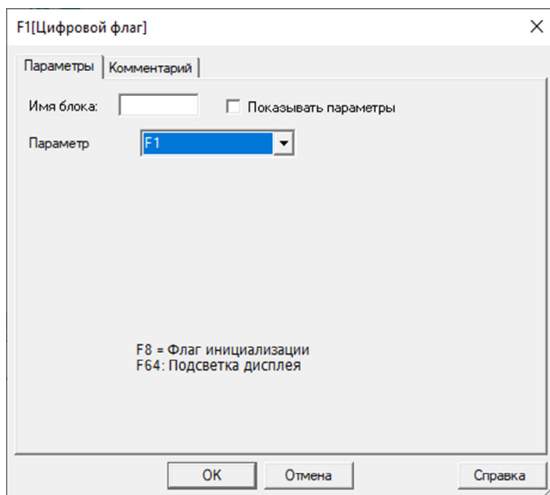 F1[Цифровой флаг]
Параметры Комментарий
Имя блока: Показывать параметры
Параметр F1
F8 = Флаг инициализации
F64: Подсветка дисплея
OK Отмена Справка